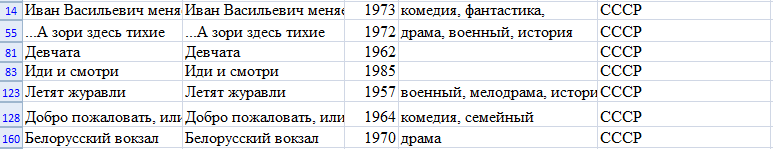 14 Иван Васильевич меня Иван Васильевич меняе 1973 комедия, фантастика, СССР
55 ...А зори здесь тихие ...А зори здесь тихие 1972 драма, военный, история СССР
81 Девчата Девчата 1962 СССР
83 Иди и смотри Иди и смотри 1985 СССР
123 Летят журавли Летят журавли 1957 военный, мелодрама, истори СССР
128 Добро пожаловать, или Добро пожаловать, или 1964 комедия, семейный СССР
160 Белорусский вокзал Белорусский вокзал 1970 драма СССР